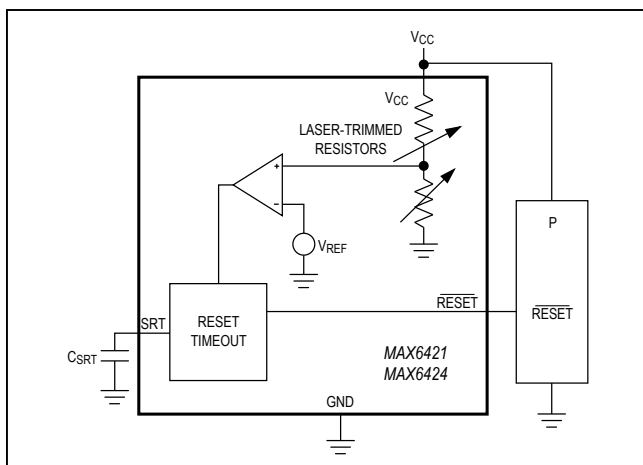 VCC
VCC
LASER-TRIMMED
RESISTORS
+
−
VREF
RESET
SRT
RESET
TIMEOUT
RESET
P
CSRT
MAX6421
MAX6424
GND